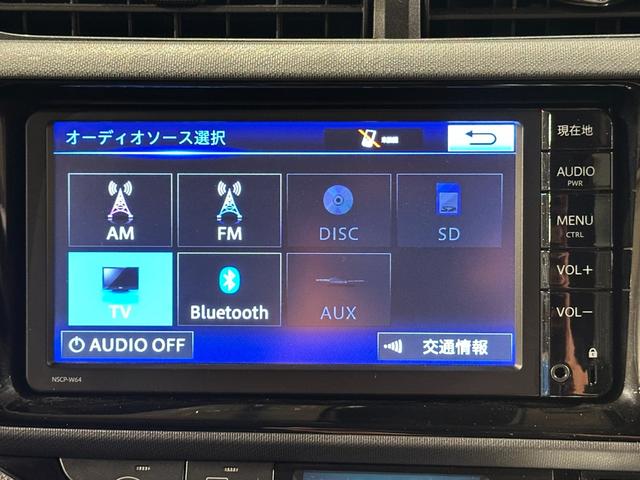 オーディオソース選択
AM
FM
DISC
SD
TV
Bluetooth
AUX
AUDIO OFF
交通情報
現在地
AUDIO
PWR
MENU
CTRL
VOL+
VOL−
NSCP-W64